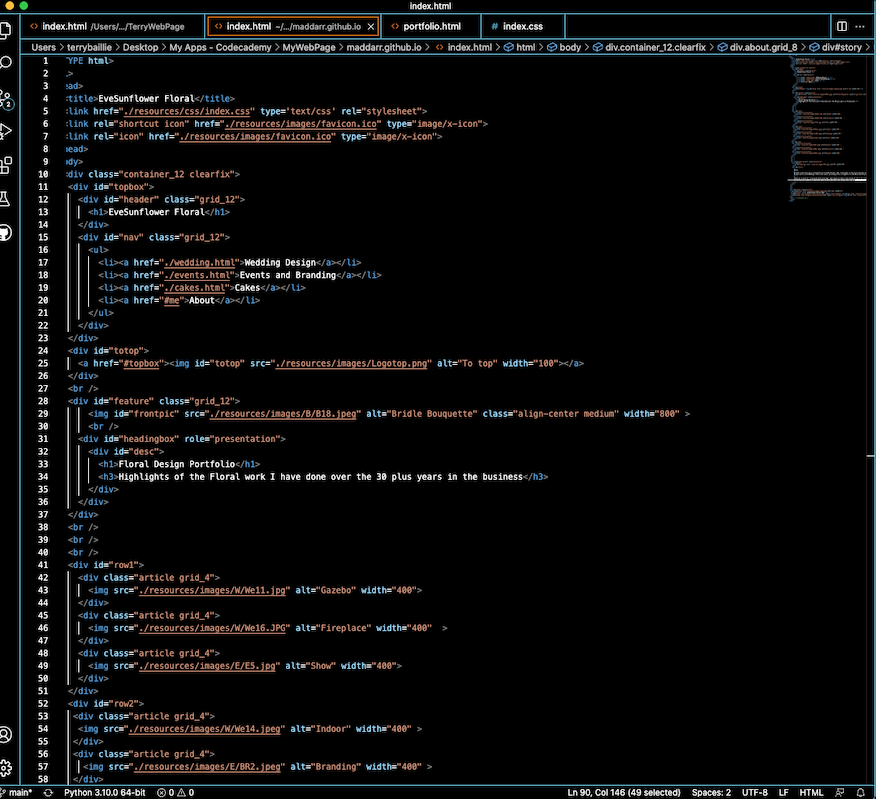 index.html
index.html /Users/.../TerryWebPage
index.html ~/.../maddarr.github.io
portfolio.html
# index.css
Users > terrybaillie > Desktop > My Apps - Codecademy > MyWebPage > maddarr.github.io > index.html > html > body > div.container_12.clearfix > div.about.grid_8 > div#story >
1 YPE html>
2 >
3 ead>
4 title>EveSunflower Floral</title>
5 link href="./resources/css/index.css" type='text/css' rel="stylesheet">
6 link rel="shortcut icon" href="./resources/images/favicon.ico" type="image/x-icon">
7 link rel="icon" href="./resources/images/favicon.ico" type="image/x-icon">
8 head>
9 dy>
10 div class="container_12 clearfix">
11 <div id="topbox">
12 <div id="header" class="grid_12">
13 <h1>EveSunflower Floral</h1>
14 </div>
15 <div id="nav" class="grid_12">
16 <ul>
17 <li><a href="./wedding.html">Wedding Design</a></li>
18 <li><a href="./events.html">Events and Branding</a></li>
19 <li><a href="./cakes.html">Cakes</a></li>
20 <li><a href="#me">About</a></li>
21 </ul>
22 </div>
23 </div>
24 <div id="totop">
25 <a href="#topbox"><img id="totop" src="./resources/images/Logotop.png" alt="To top" width="100"></a>
26 </div>
27 <br />
28 <div id="feature" class="grid_12">
29 <img id="frontpic" src="./resources/images/B/B18.jpeg" alt="Bridle Bouquette" class="align-center medium" width="800" >
30 <br />
31 <div id="headingbox" role="presentation">
32 <div id="desc">
33 <h1>Floral Design Portfolio</h1>
34 <h3>Highlights of the Floral work I have done over the 30 plus years in the business</h3>
35 </div>
36 </div>
37 </div>
38 <br />
39 <br />
40 <br />
41 <div id="row1">
42 <div class="article grid_4">
43 <img src="./resources/images/W/We11.jpg" alt="Gazebo" width="400">
44 </div>
45 <div class="article grid_4">
46 <img src="./resources/images/W/We16.JPG" alt="Fireplace" width="400" >
47 </div>
48 <div class="article grid_4">
49 <img src="./resources/images/E/E5.jpg" alt="Show" width="400">
50 </div>
51 </div>
52 <div id="row2">
53 <div class="article grid_4">
54 <img src="./resources/images/W/We14.jpeg" alt="Indoor" width="400" >
55 </div>
56 <div class="article grid_4">
57 <img src="./resources/images/E/BR2.jpeg" alt="Branding" width="400" >
58 </div>
2
main* Python 3.10.0 64-bit 0 0 Ln 90, Col 146 (49 selected) Spaces: 2 UTF-8 LF HTML